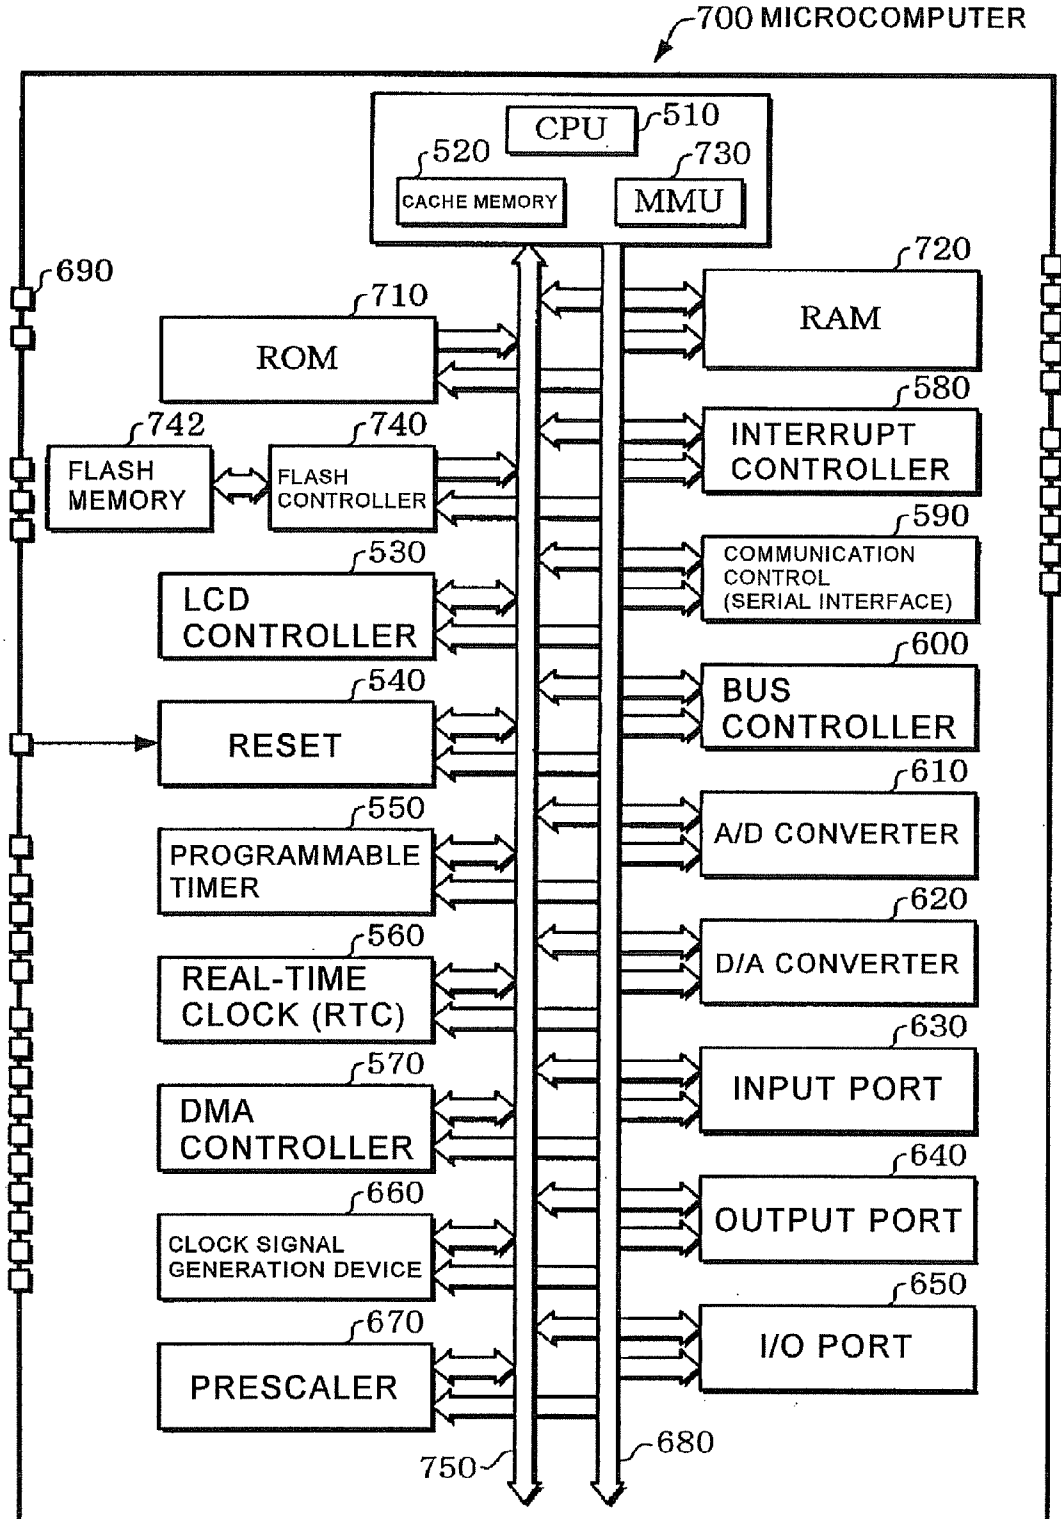 700 MICROCOMPUTER
CPU
510
520
730
CACHE MEMORY
MMU
690
710
720
ROM
RAM
742
740
580
FLASH
MEMORY
FLASH
CONTROLLER
INTERRUPT
CONTROLLER
530
590
LCD
CONTROLLER
COMMUNICATION
CONTROL
(SERIAL INTERFACE)
540
600
RESET
BUS
CONTROLLER
550
610
PROGRAMMABLE
TIMER
A/D CONVERTER
560
620
REAL-TIME
CLOCK (RTC)
D/A CONVERTER
570
630
DMA
CONTROLLER
INPUT PORT
660
640
CLOCK SIGNAL
GENERATION DEVICE
OUTPUT PORT
670
650
PRESCALER
I/O PORT
750
680